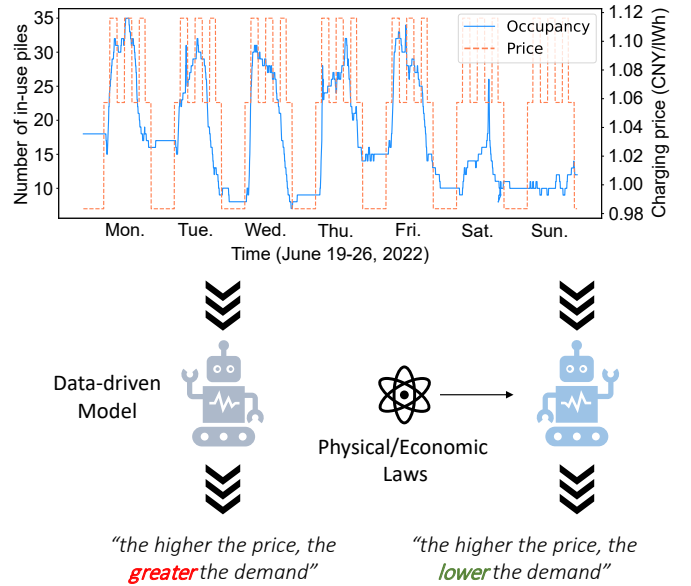 Number of in-use piles
35
30
25
20
15
10
Occupancy
Price
1.12
1.10
1.08
1.06
1.04
1.02
1.00
0.98
Charging price (CNY/lWh)
Mon. Tue. Wed. Thu. Fri. Sat. Sun.
Time (June 19-26, 2022)
Data-driven
Model
Physical/Economic
Laws
“the higher the price, the
greater the demand”
“the higher the price, the
lower the demand”